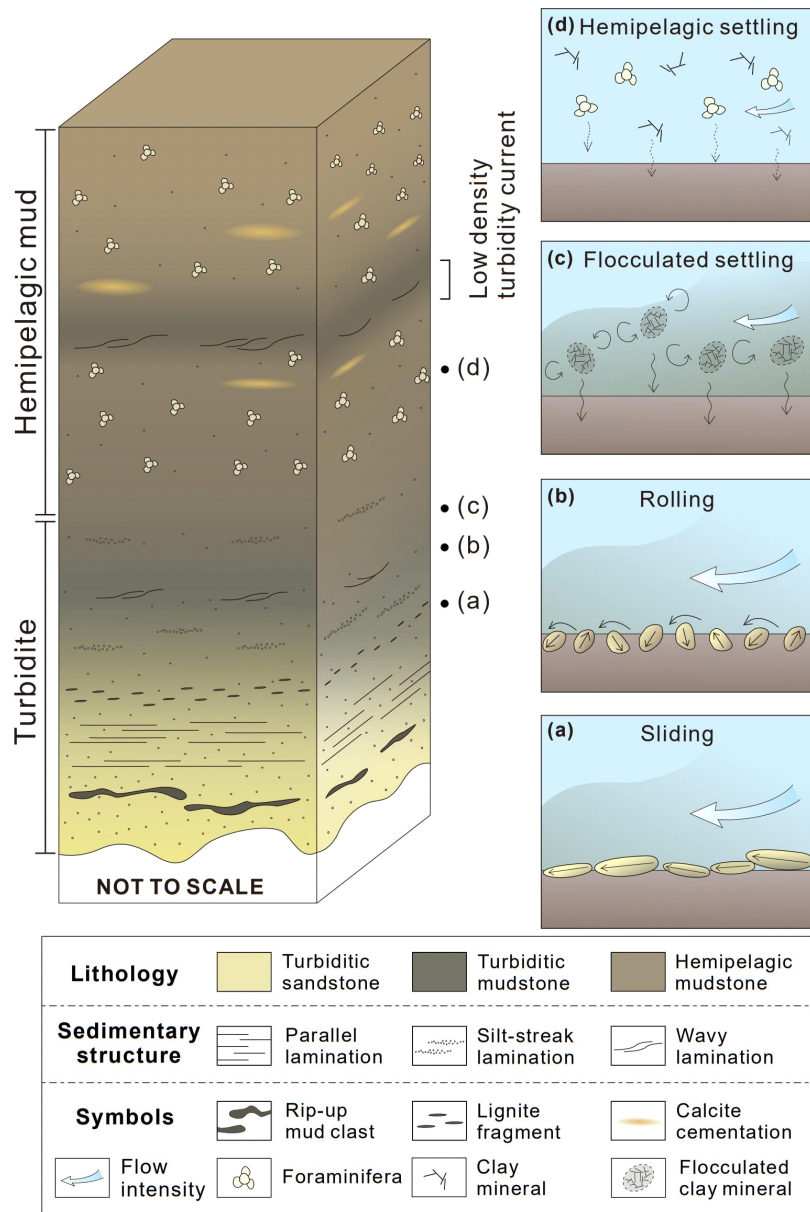 Hemipelagic mud
Turbidite
Low density
turbidity current
(d)
(c)
(b)
(a)
NOT TO SCALE
(d) Hemipelagic settling
(c) Flocculated settling
(b) Rolling
(a) Sliding
Lithology
Turbiditic
sandstone
Turbiditic
mudstone
Hemipelagic
mudstone
Sedimentary
structure
Parallel
lamination
Silt-streak
lamination
Wavy
lamination
Symbols
Rip-up
mud clast
Lignite
fragment
Calcite
cementation
Flow
intensity
Foraminifera
Clay
mineral
Flocculated
clay mineral